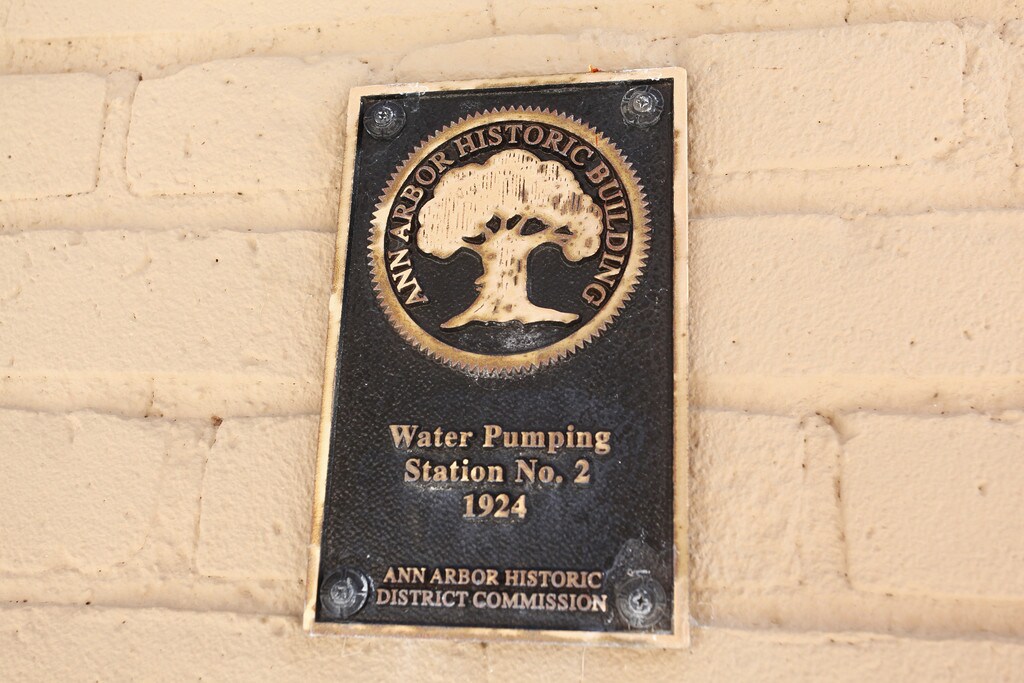 ANN ARBOR HISTORIC BUILDING
Water Pumping
Station No. 2
1924
ANN ARBOR HISTORIC
DISTRICT COMMISSION